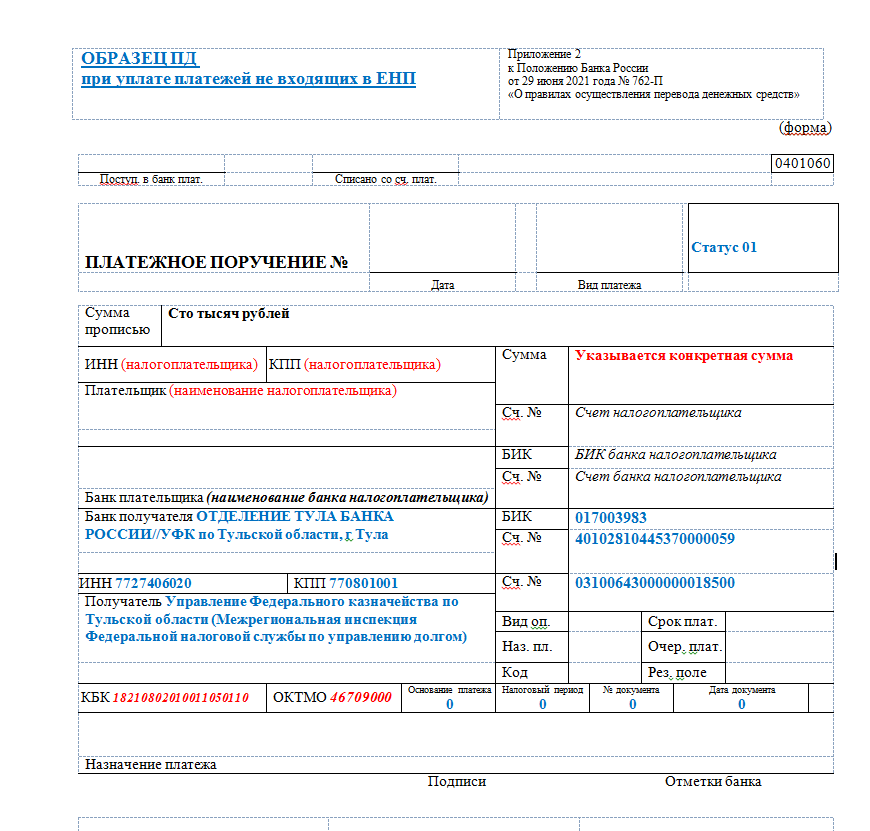 ОБРАЗЕЦ ПД
при уплате платежей не входящих в ЕНП
Приложение 2
к Положению Банка России
от 29 июня 2021 года № 762-П
«О правилах осуществления перевода денежных средств»
(форма)
0401060
Поступ. в банк плат.
Списано со сч. плат.
Статус 01
ПЛАТЕЖНОЕ ПОРУЧЕНИЕ №
Дата
Вид платежа
Сумма
прописью
Сто тысяч рублей
ИНН (налогоплательщика)
КПП (налогоплательщика)
Сумма
Указывается конкретная сумма
Плательщик (наименование налогоплательщика)
Сч. №
Счет налогоплательщика
БИК
БИК банка налогоплательщика
Сч. №
Счет банка налогоплательщика
Банк плательщика (наименование банка налогоплательщика)
Банк получателя ОТДЕЛЕНИЕ ТУЛА БАНКА
РОССИИ//УФК по Тульской области, г Тула
БИК
017003983
Сч. №
40102810445370000059
ИНН 7727406020
КПП 770801001
Сч. №
03100643000000018500
Получатель Управление Федерального казначейства по
Тульской области (Межрегиональная инспекция
Федеральной налоговой службы по управлению долгом)
Вид оп.
Срок плат.
Наз. пл.
Очер. плат.
Код
Рез. поле
КБК 18210802010011050110
ОКТМО 46709000
Основание платежа
0
Налоговый период
0
№ документа
0
Дата документа
0
Назначение платежа
Подписи
Отметки банка